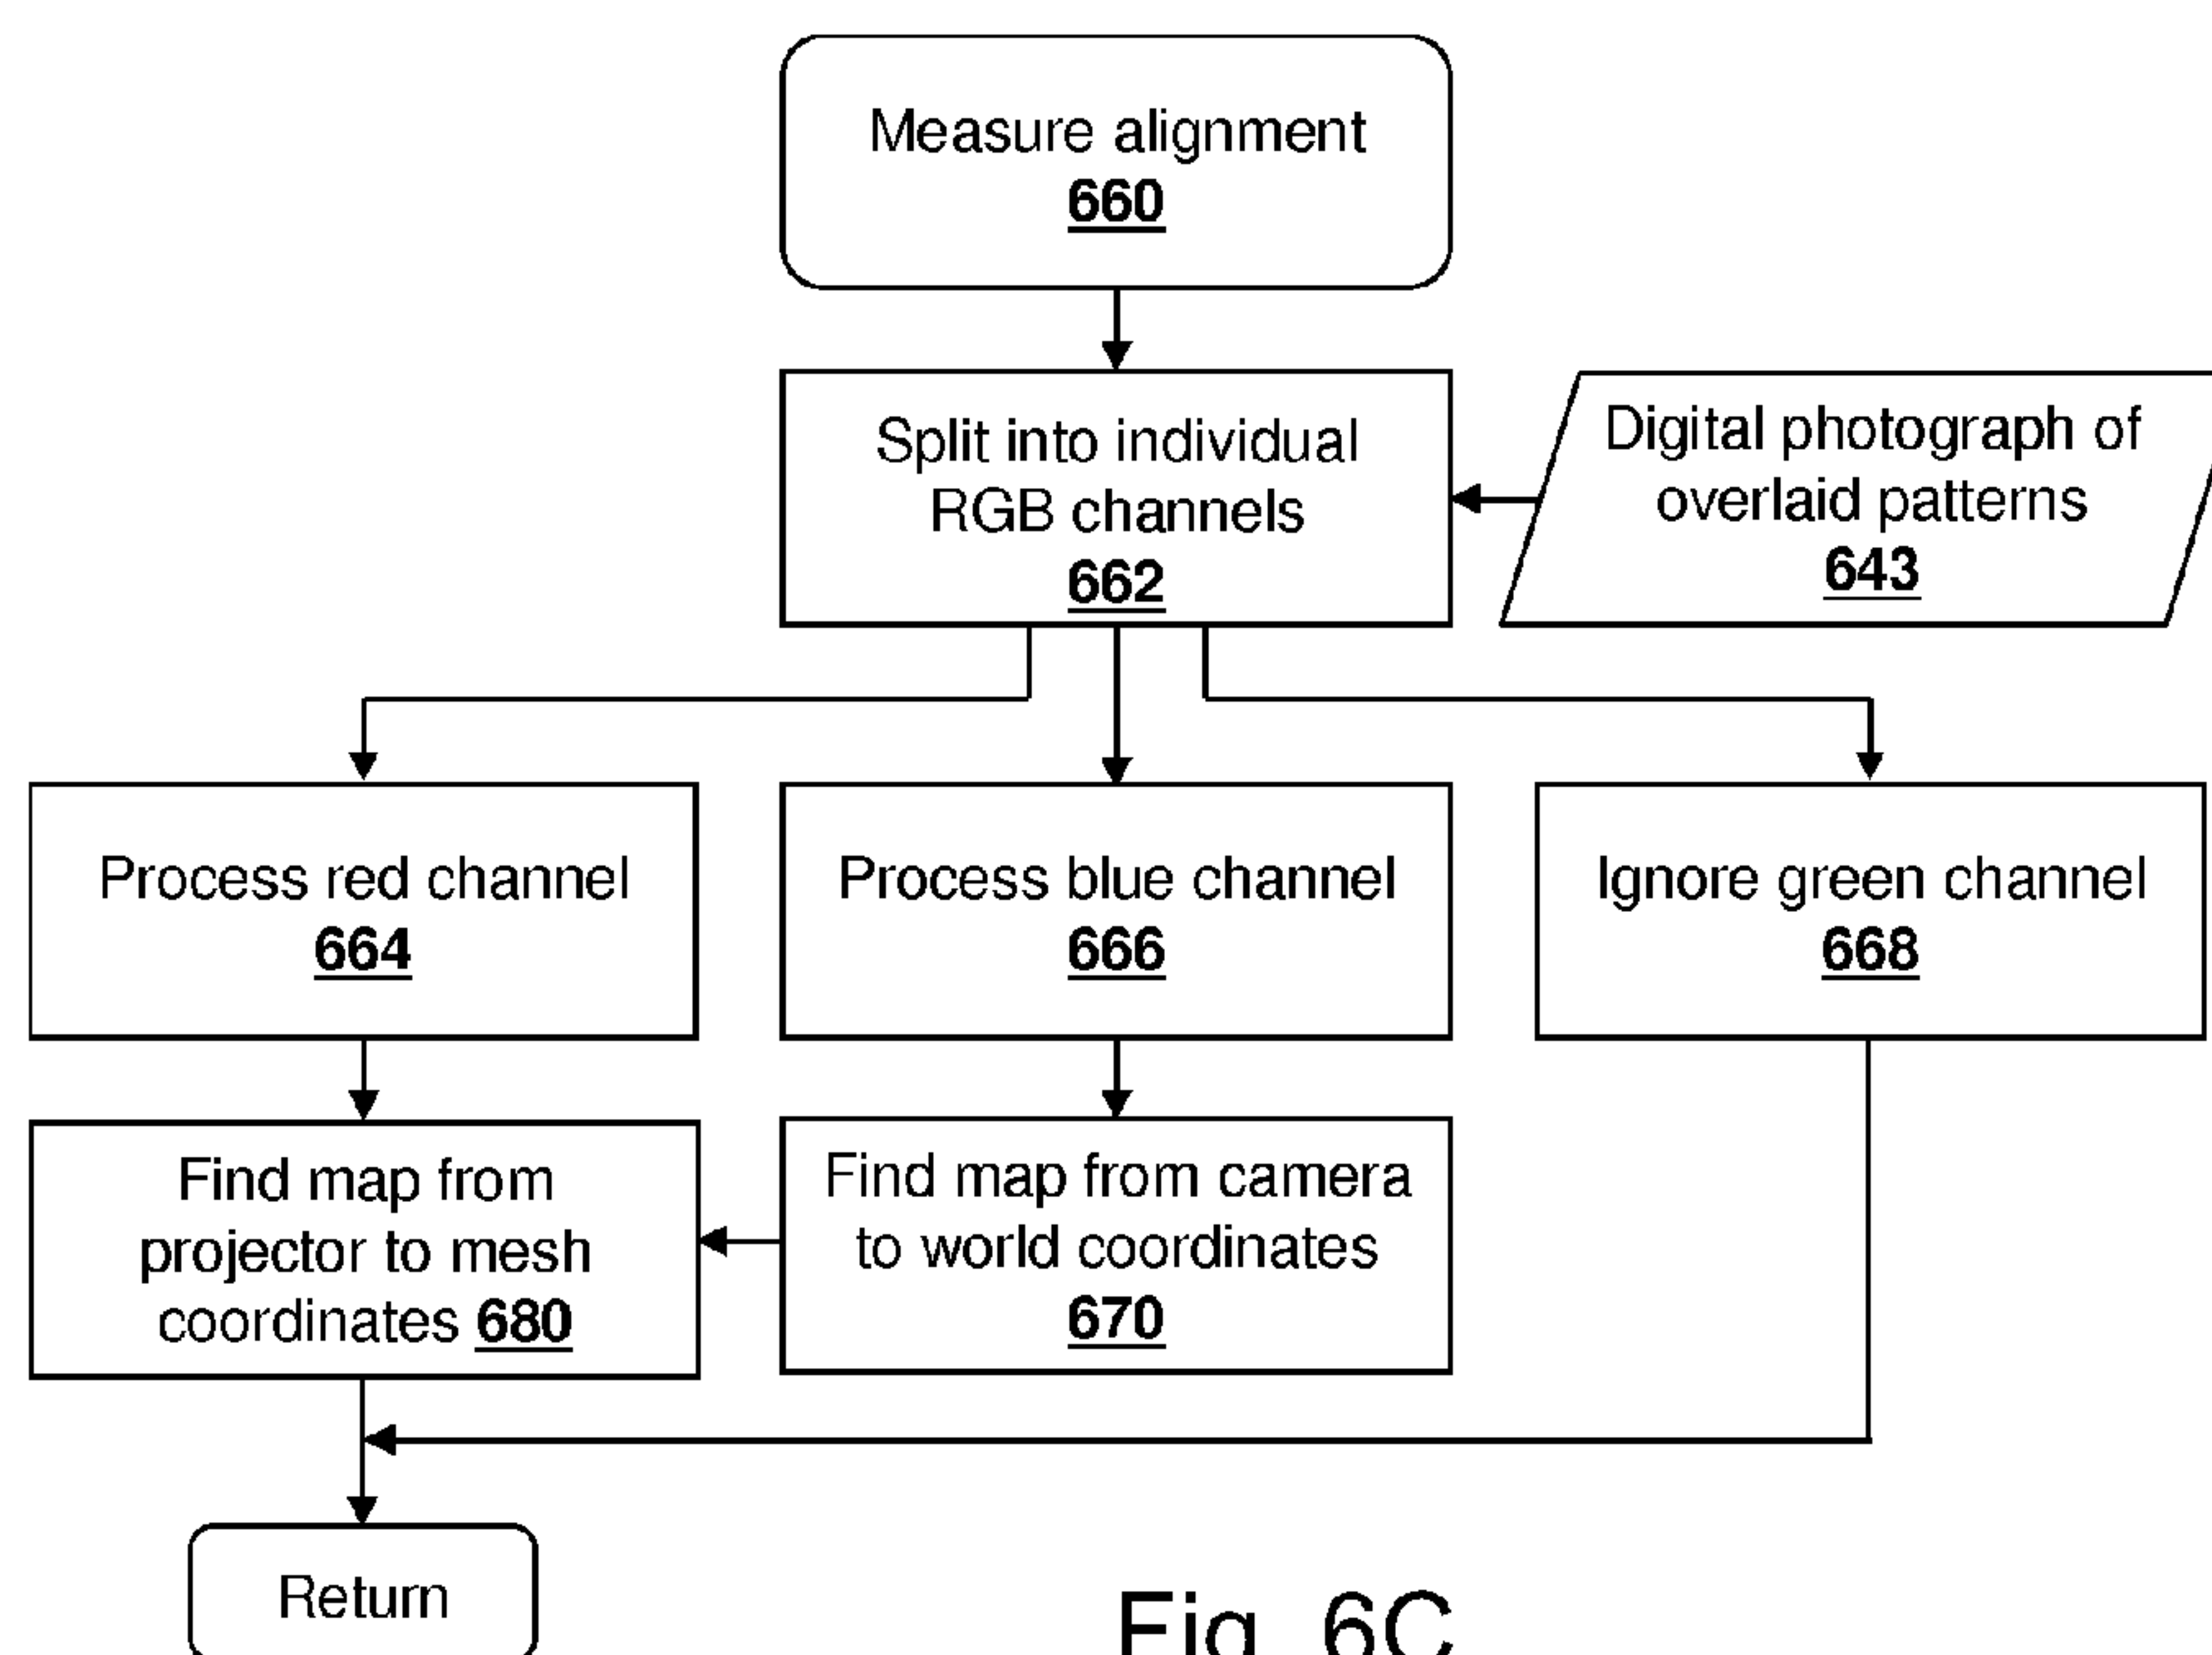 Measure alignment
660
Split into individual
RGB channels
662
Digital photograph of
overlaid patterns
643
Process red channel
664
Process blue channel
666
Ignore green channel
668
Find map from
projector to mesh
coordinates 680
Find map from camera
to world coordinates
670
Return
Fig. 6C